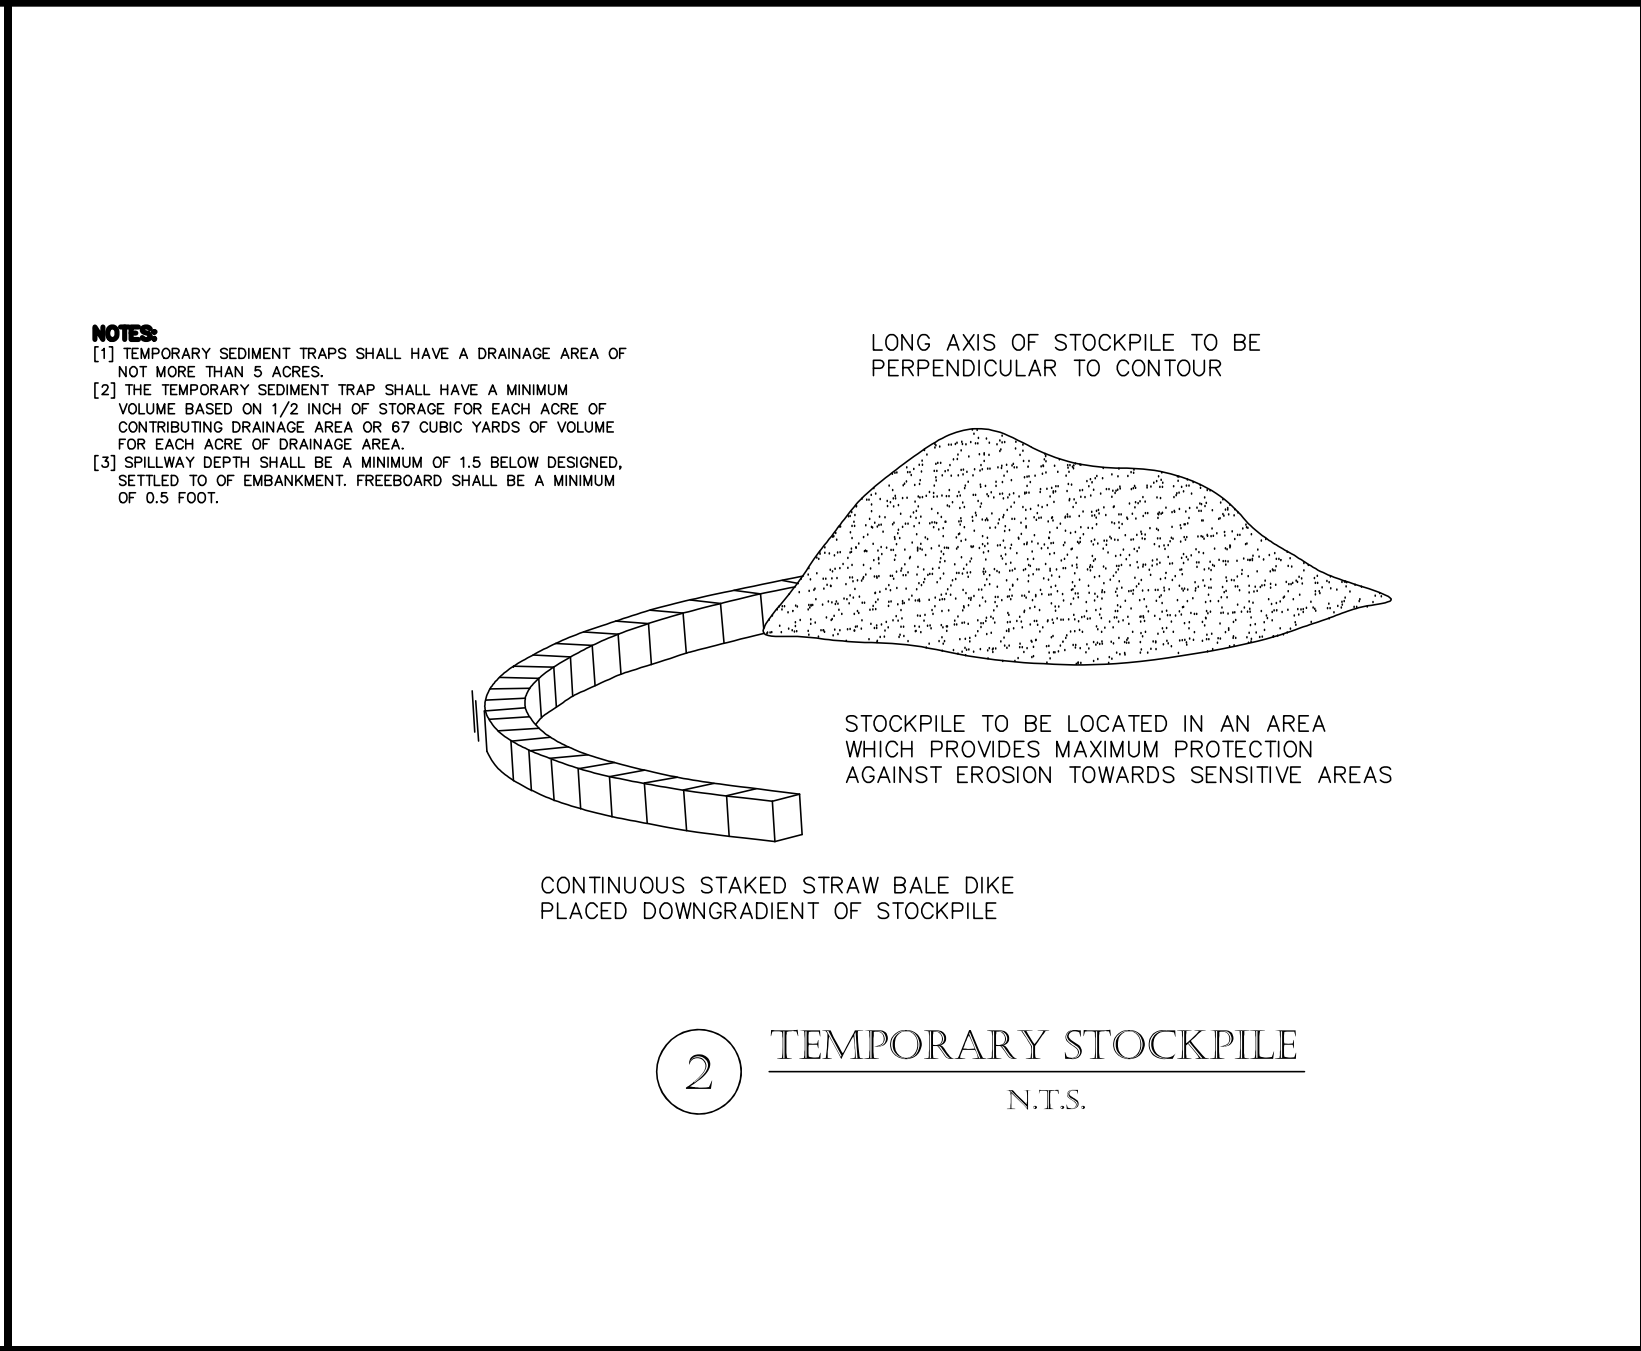 NOTES:
[1] TEMPORARY SEDIMENT TRAPS SHALL HAVE A DRAINAGE AREA OF
NOT MORE THAN 5 ACRES.
[2] THE TEMPORARY SEDIMENT TRAP SHALL HAVE A MINIMUM
VOLUME BASED ON 1/2 INCH OF STORAGE FOR EACH ACRE OF
CONTRIBUTING DRAINAGE AREA OR 67 CUBIC YARDS OF VOLUME
FOR EACH ACRE OF DRAINAGE AREA.
[3] SPILLWAY DEPTH SHALL BE A MINIMUM OF 1.5 BELOW DESIGNED,
SETTLED TO OF EMBANKMENT. FREEBOARD SHALL BE A MINIMUM
OF 0.5 FOOT.
LONG AXIS OF STOCKPILE TO BE
PERPENDICULAR TO CONTOUR
STOCKPILE TO BE LOCATED IN AN AREA
WHICH PROVIDES MAXIMUM PROTECTION
AGAINST EROSION TOWARDS SENSITIVE AREAS
CONTINUOUS STAKED STRAW BALE DIKE
PLACED DOWNGRADIENT OF STOCKPILE
2
TEMPORARY STOCKPILE
N.T.S.